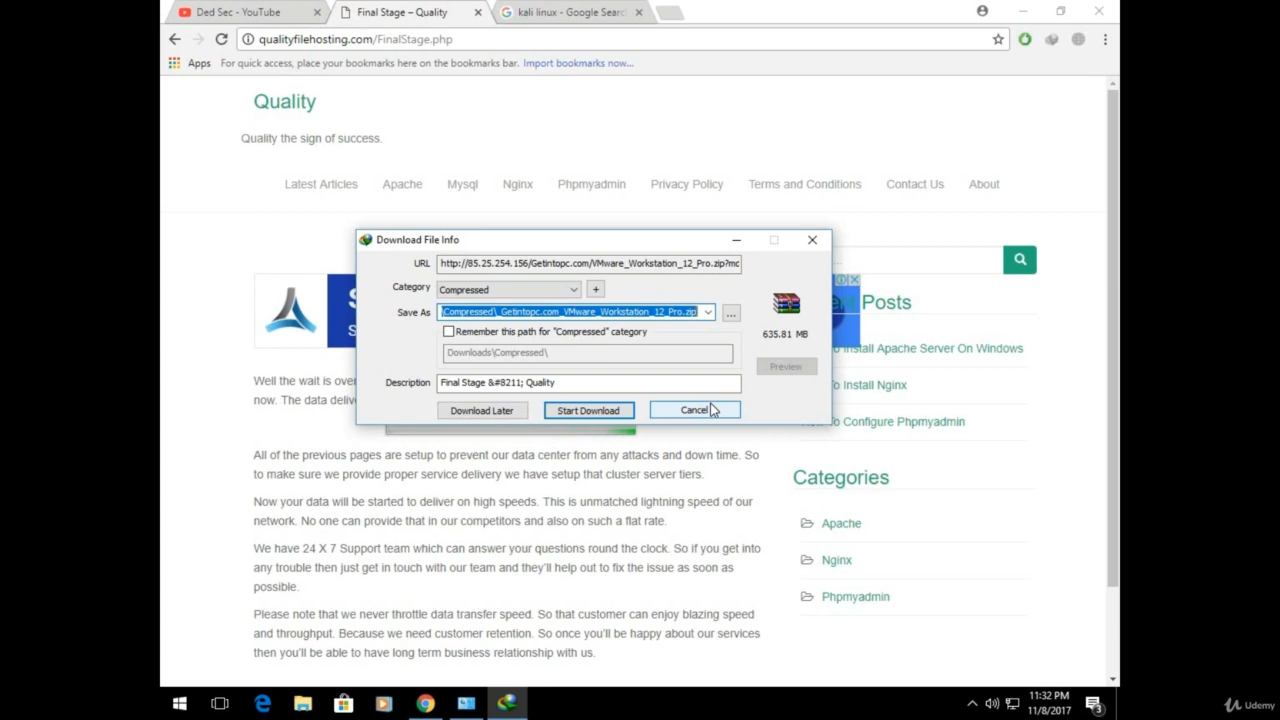 Ded Sec - YouTube
Final Stage – Quality
kali linux - Google Searc
qualityfilehosting.com/FinalStage.php
Apps For quick access, place your bookmarks here on the bookmarks bar. Import bookmarks now...
Quality
Quality the sign of success.
Latest Articles Apache Mysql Nginx Phpmyadmin Privacy Policy Terms and Conditions Contact Us About
Download File Info
URL http://85.25.254.156/Getintopc.com/VMware_Workstation_12_Pro.zip?mc
Category Compressed +
Save As \Compressed\_Getintopc.com_VMware_Workstation_12_Pro.zip ...
Remember this path for "Compressed" category
Downloads\Compressed\
635.81 MB
Preview
Description Final Stage &#8211; Quality
Download Later Start Download Cancel
Posts
Install Apache Server On Windows
To Install Nginx
To Configure Phpmyadmin
Well the wait is over
now. The data deliv
All of the previous pages are setup to prevent our data center from any attacks and down time. So
to make sure we provide proper service delivery we have setup that cluster server tiers.
Now your data will be started to deliver on high speeds. This is unmatched lightning speed of our
network. No one can provide that in our competitors and also on such a flat rate.
We have 24 X 7 Support team which can answer your questions round the clock. So if you get into
any trouble then just get in touch with our team and they'll help out to fix the issue as soon as
possible.
Please note that we never throttle data transfer speed. So that customer can enjoy blazing speed
and throughput. Because we need customer retention. So once you'll be happy about our services
then you'll be able to have long term business relationship with us.
Categories
Apache
Nginx
Phpmyadmin
11:32 PM
11/8/2017
3
Udemy